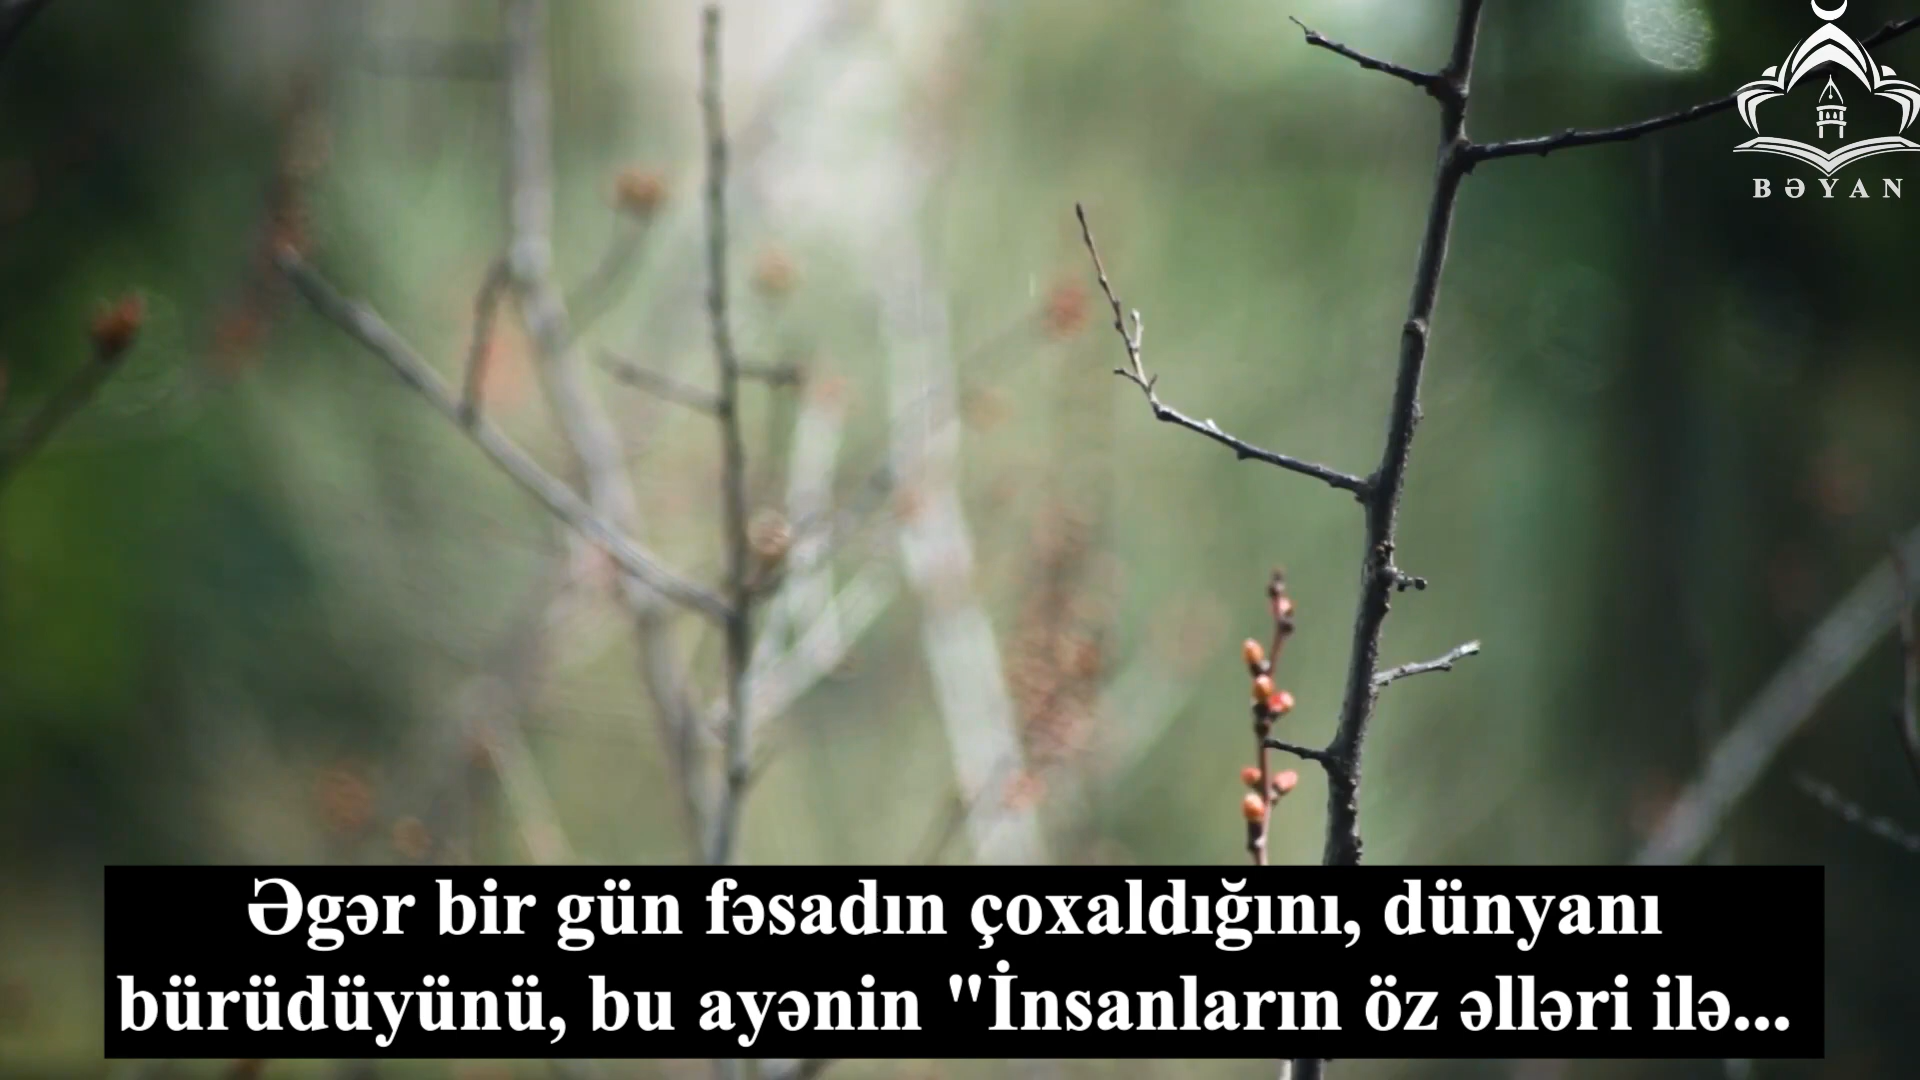 BƏYAN
Əgər bir gün fəsadın çoxaldığını, dünyanı
bürüdüyünü, bu ayənin "İnsanların öz əlləri ilə...